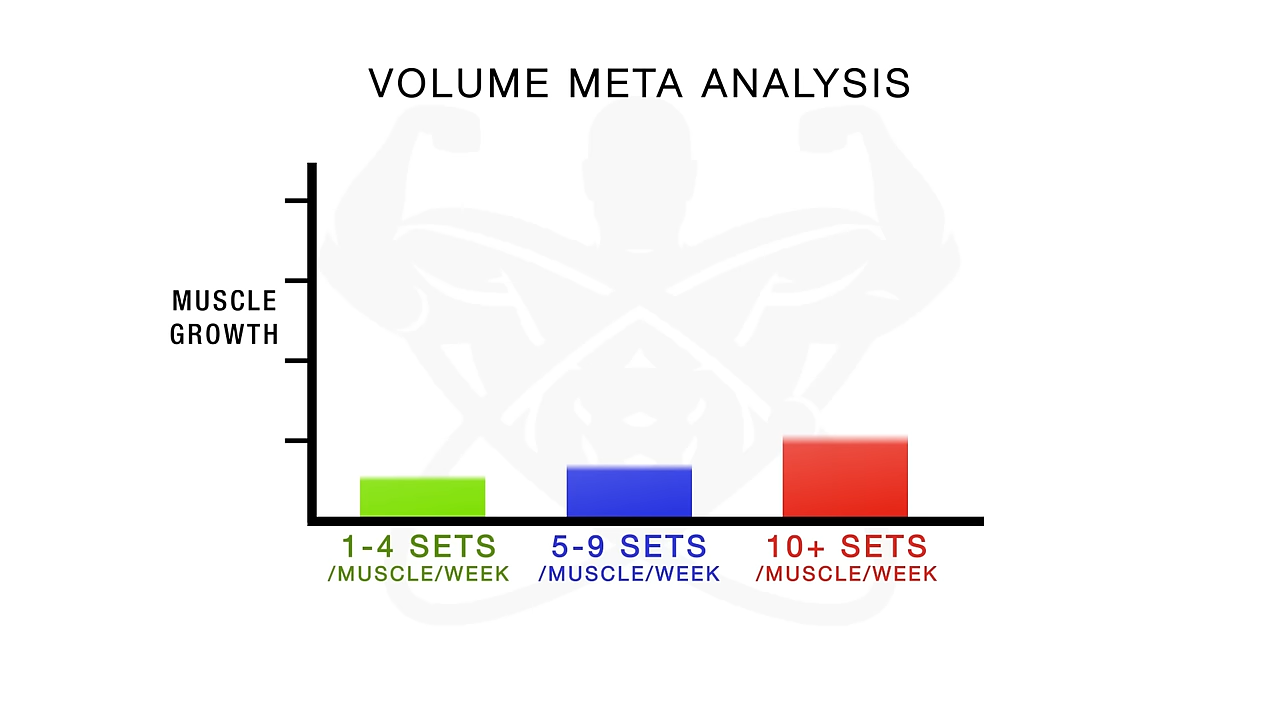 VOLUME META ANALYSIS
MUSCLE
GROWTH
1-4 SETS
/MUSCLE/WEEK
5-9 SETS
/MUSCLE/WEEK
10+ SETS
/MUSCLE/WEEK